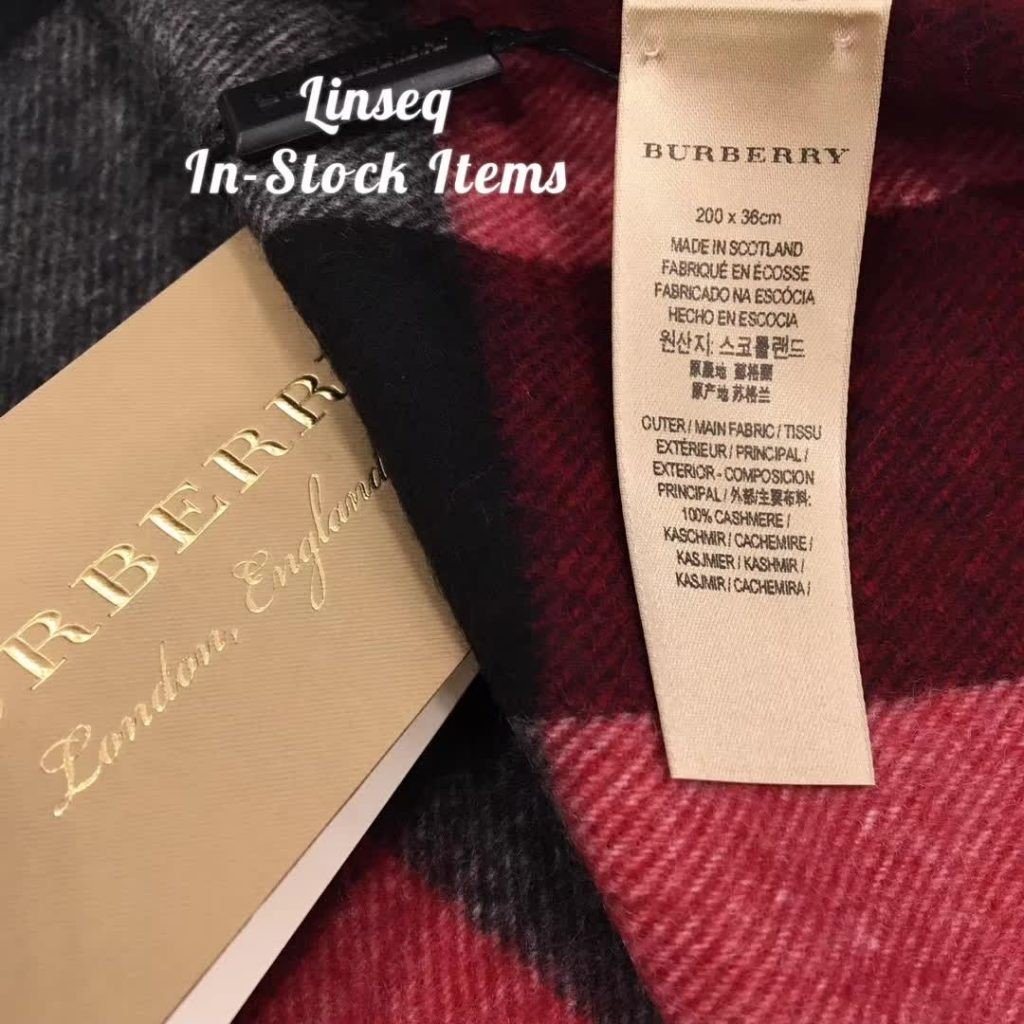 Linseq
In-Stock Items
BURBERRY
200 x 36cm
MADE IN SCOTLAND
FABRIQUÉ EN ÉCOSSE
FABRICADO NA ESCÓCIA
HECHO EN ESCOCIA
원산지: 스코틀랜드
原產地 蘇格蘭
原产地 苏格兰
OUTER / MAIN FABRIC / TISSU
EXTÉRIEUR / PRINCIPAL /
EXTERIOR - COMPOSICION
PRINCIPAL / 外部/主要布料:
100% CASHMERE /
KASCHMIR / CACHEMIRE /
KASJMIER / KASHMIR /
KASJMIR / CACHEMIRA /
RBERR
London, England